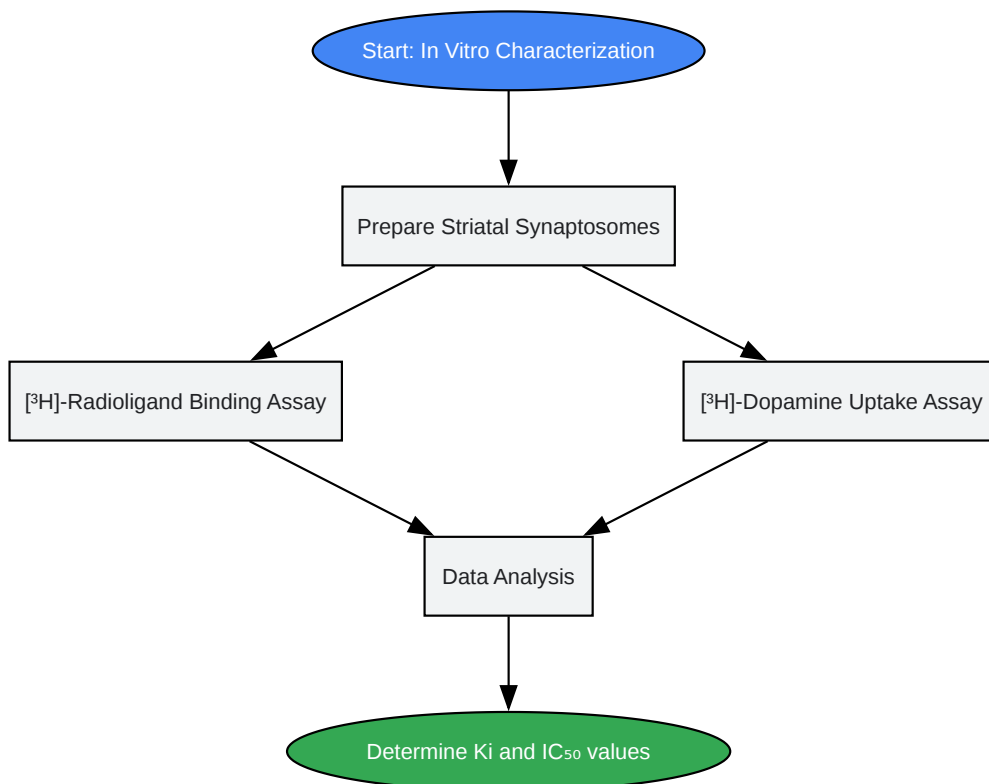 Start: In Vitro Characterization
Prepare Striatal Synaptosomes
[³H]-Radioligand Binding Assay
[³H]-Dopamine Uptake Assay
Data Analysis
Determine Ki and IC₅₀ values